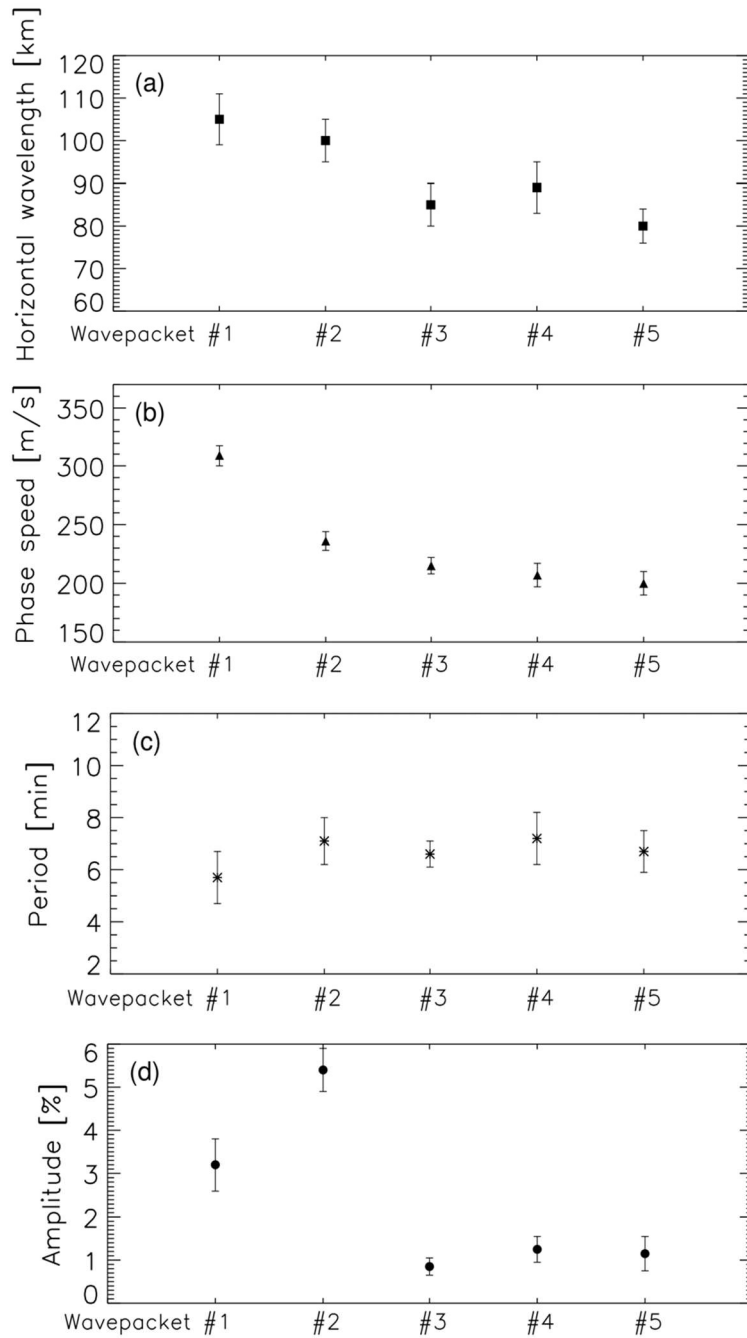 Horizontal wavelength [km]
(a)
120
110
100
90
80
70
60
Wavepacket #1 #2 #3 #4 #5
Phase speed [m/s]
(b)
350
300
250
200
150
Wavepacket #1 #2 #3 #4 #5
Period [min]
(c)
12
10
8
6
4
2
Wavepacket #1 #2 #3 #4 #5
Amplitude [%]
(d)
6
5
4
3
2
1
0
Wavepacket #1 #2 #3 #4 #5